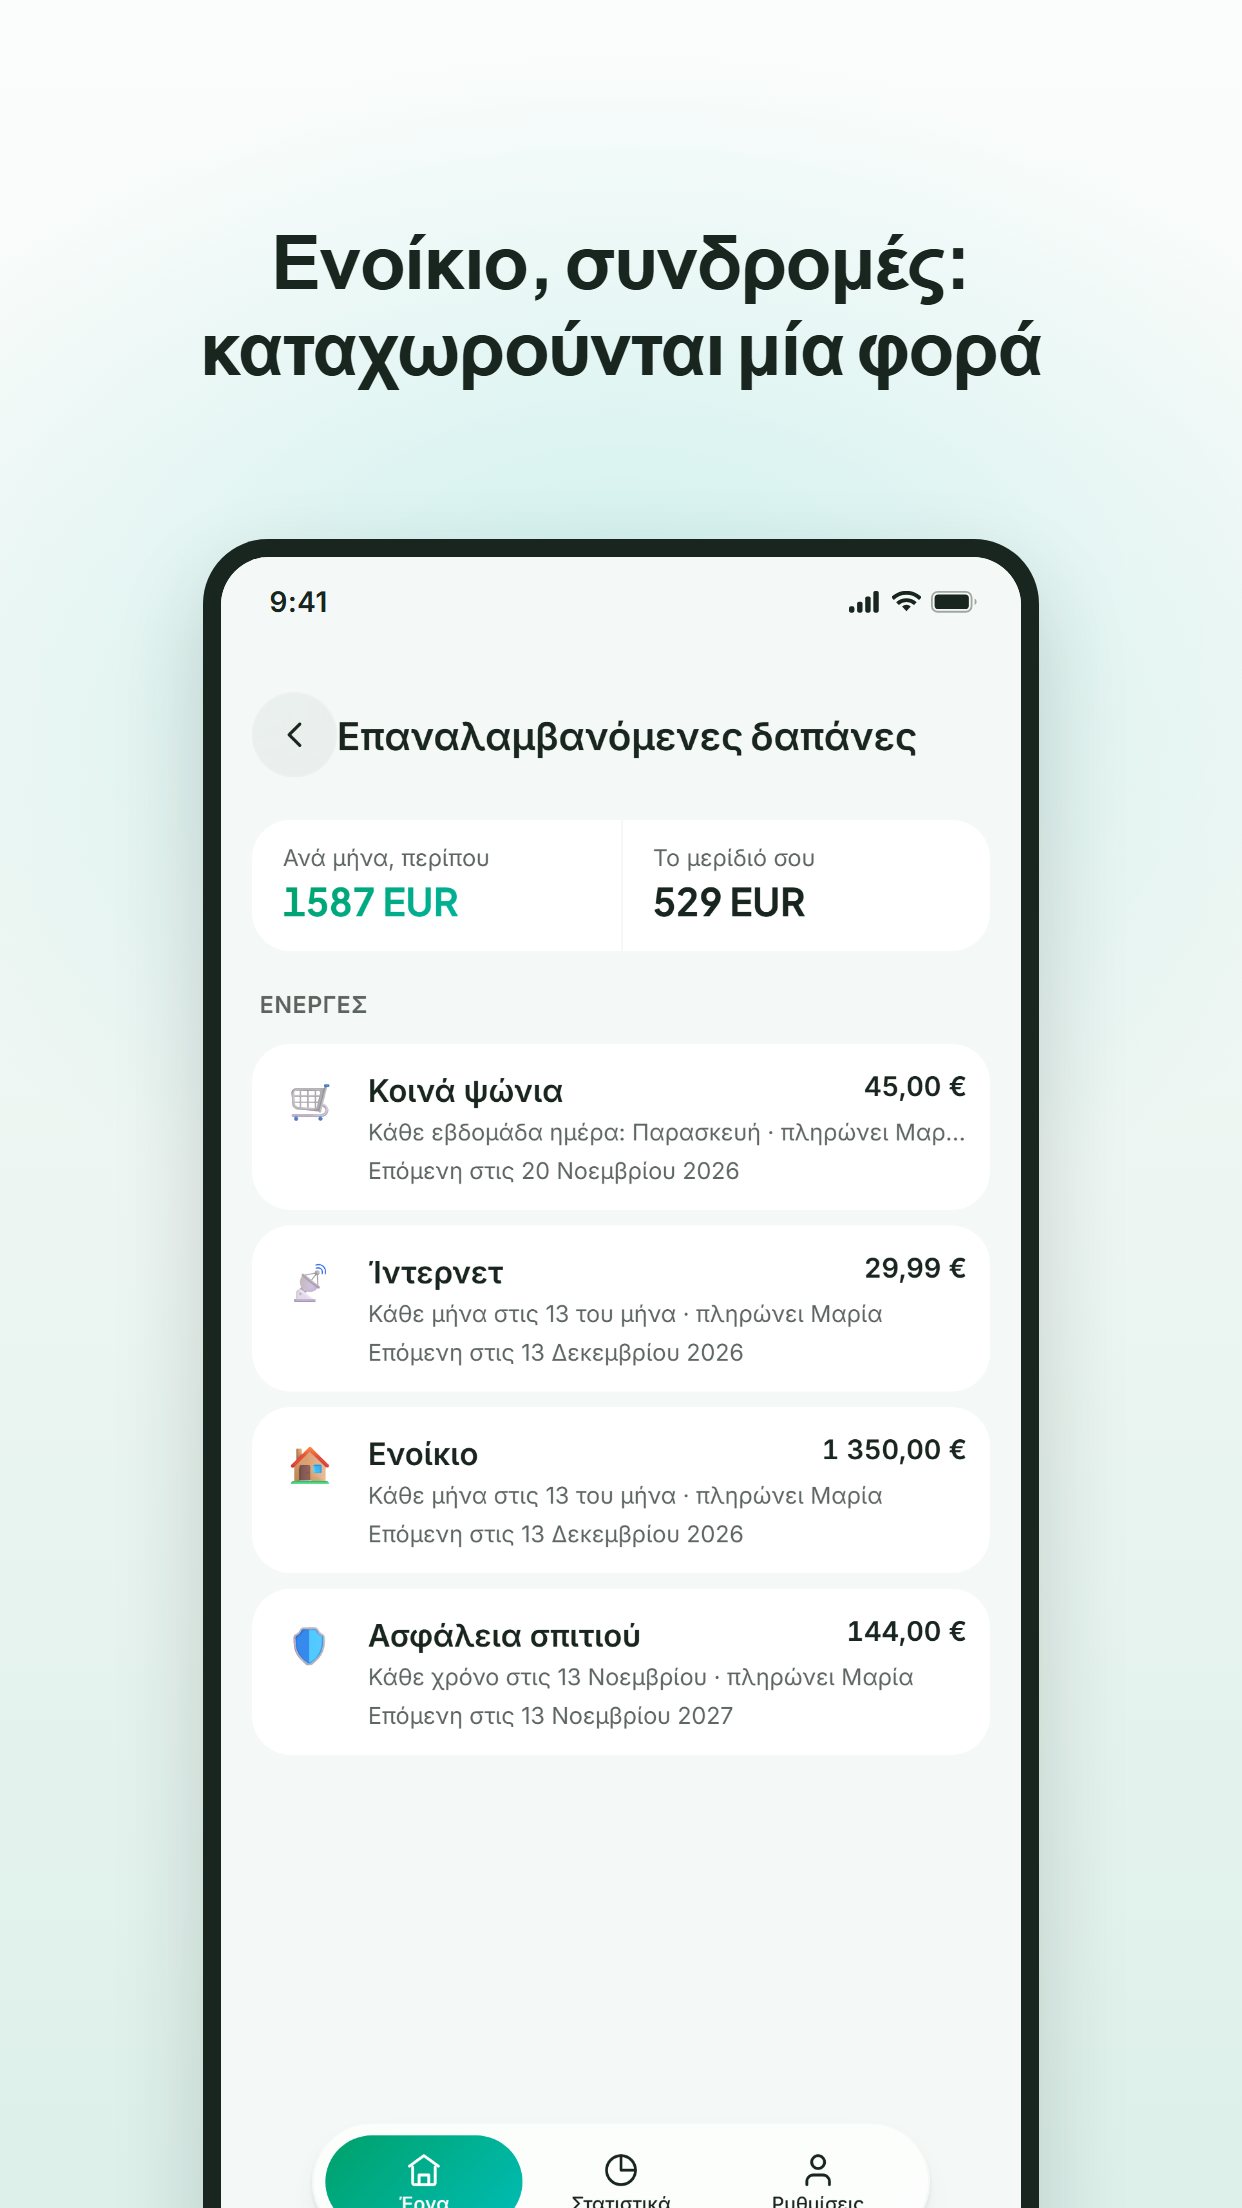 Ενοίκιο, συνδρομές:
καταχωρούνται μία φορά
9:41
Επαναλαμβανόμενες δαπάνες
Ανά μήνα, περίπου
1587 EUR
Το μερίδιό σου
529 EUR
ΕΝΕΡΓΕΣ
Κοινά ψώνια
45,00 €
Κάθε εβδομάδα ημέρα: Παρασκευή · πληρώνει Μαρ...
Επόμενη στις 20 Νοεμβρίου 2026
Ίντερνετ
29,99 €
Κάθε μήνα στις 13 του μήνα · πληρώνει Μαρία
Επόμενη στις 13 Δεκεμβρίου 2026
Ενοίκιο
1 350,00 €
Κάθε μήνα στις 13 του μήνα · πληρώνει Μαρία
Επόμενη στις 13 Δεκεμβρίου 2026
Ασφάλεια σπιτιού
144,00 €
Κάθε χρόνο στις 13 Νοεμβρίου · πληρώνει Μαρία
Επόμενη στις 13 Νοεμβρίου 2027
Έργα
Στατιστικά
Ρυθμίσεις